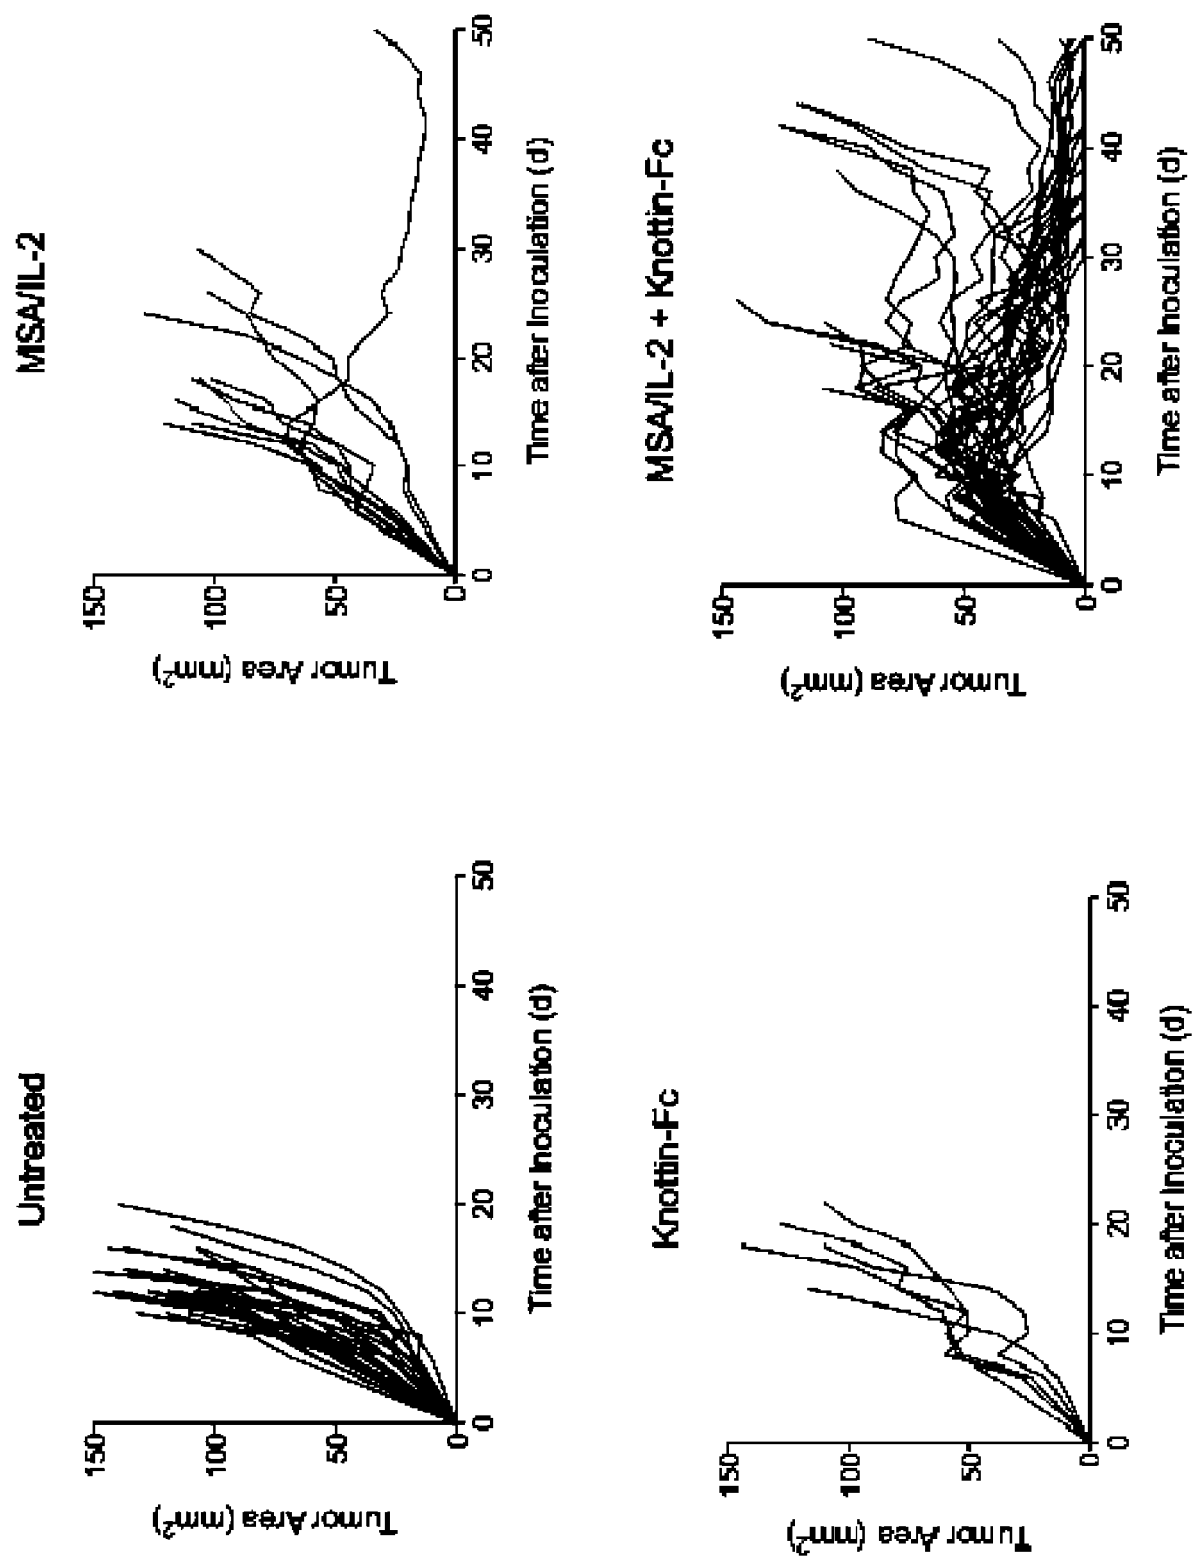 Untreated
150
100
50
0
Tumor Area (mm²)
0 10 20 30 40 50
Time after Inoculation (d)
MSA/IL-2
150
100
50
0
Tumor Area (mm²)
0 10 20 30 40 50
Time after Inoculation (d)
Knottin-Fc
150
100
50
0
Tumor Area (mm²)
0 10 20 30 40 50
Time after Inoculation (d)
MSA/IL-2 + Knottin-Fc
150
100
50
0
Tumor Area (mm²)
0 10 20 30 40 50
Time after Inoculation (d)